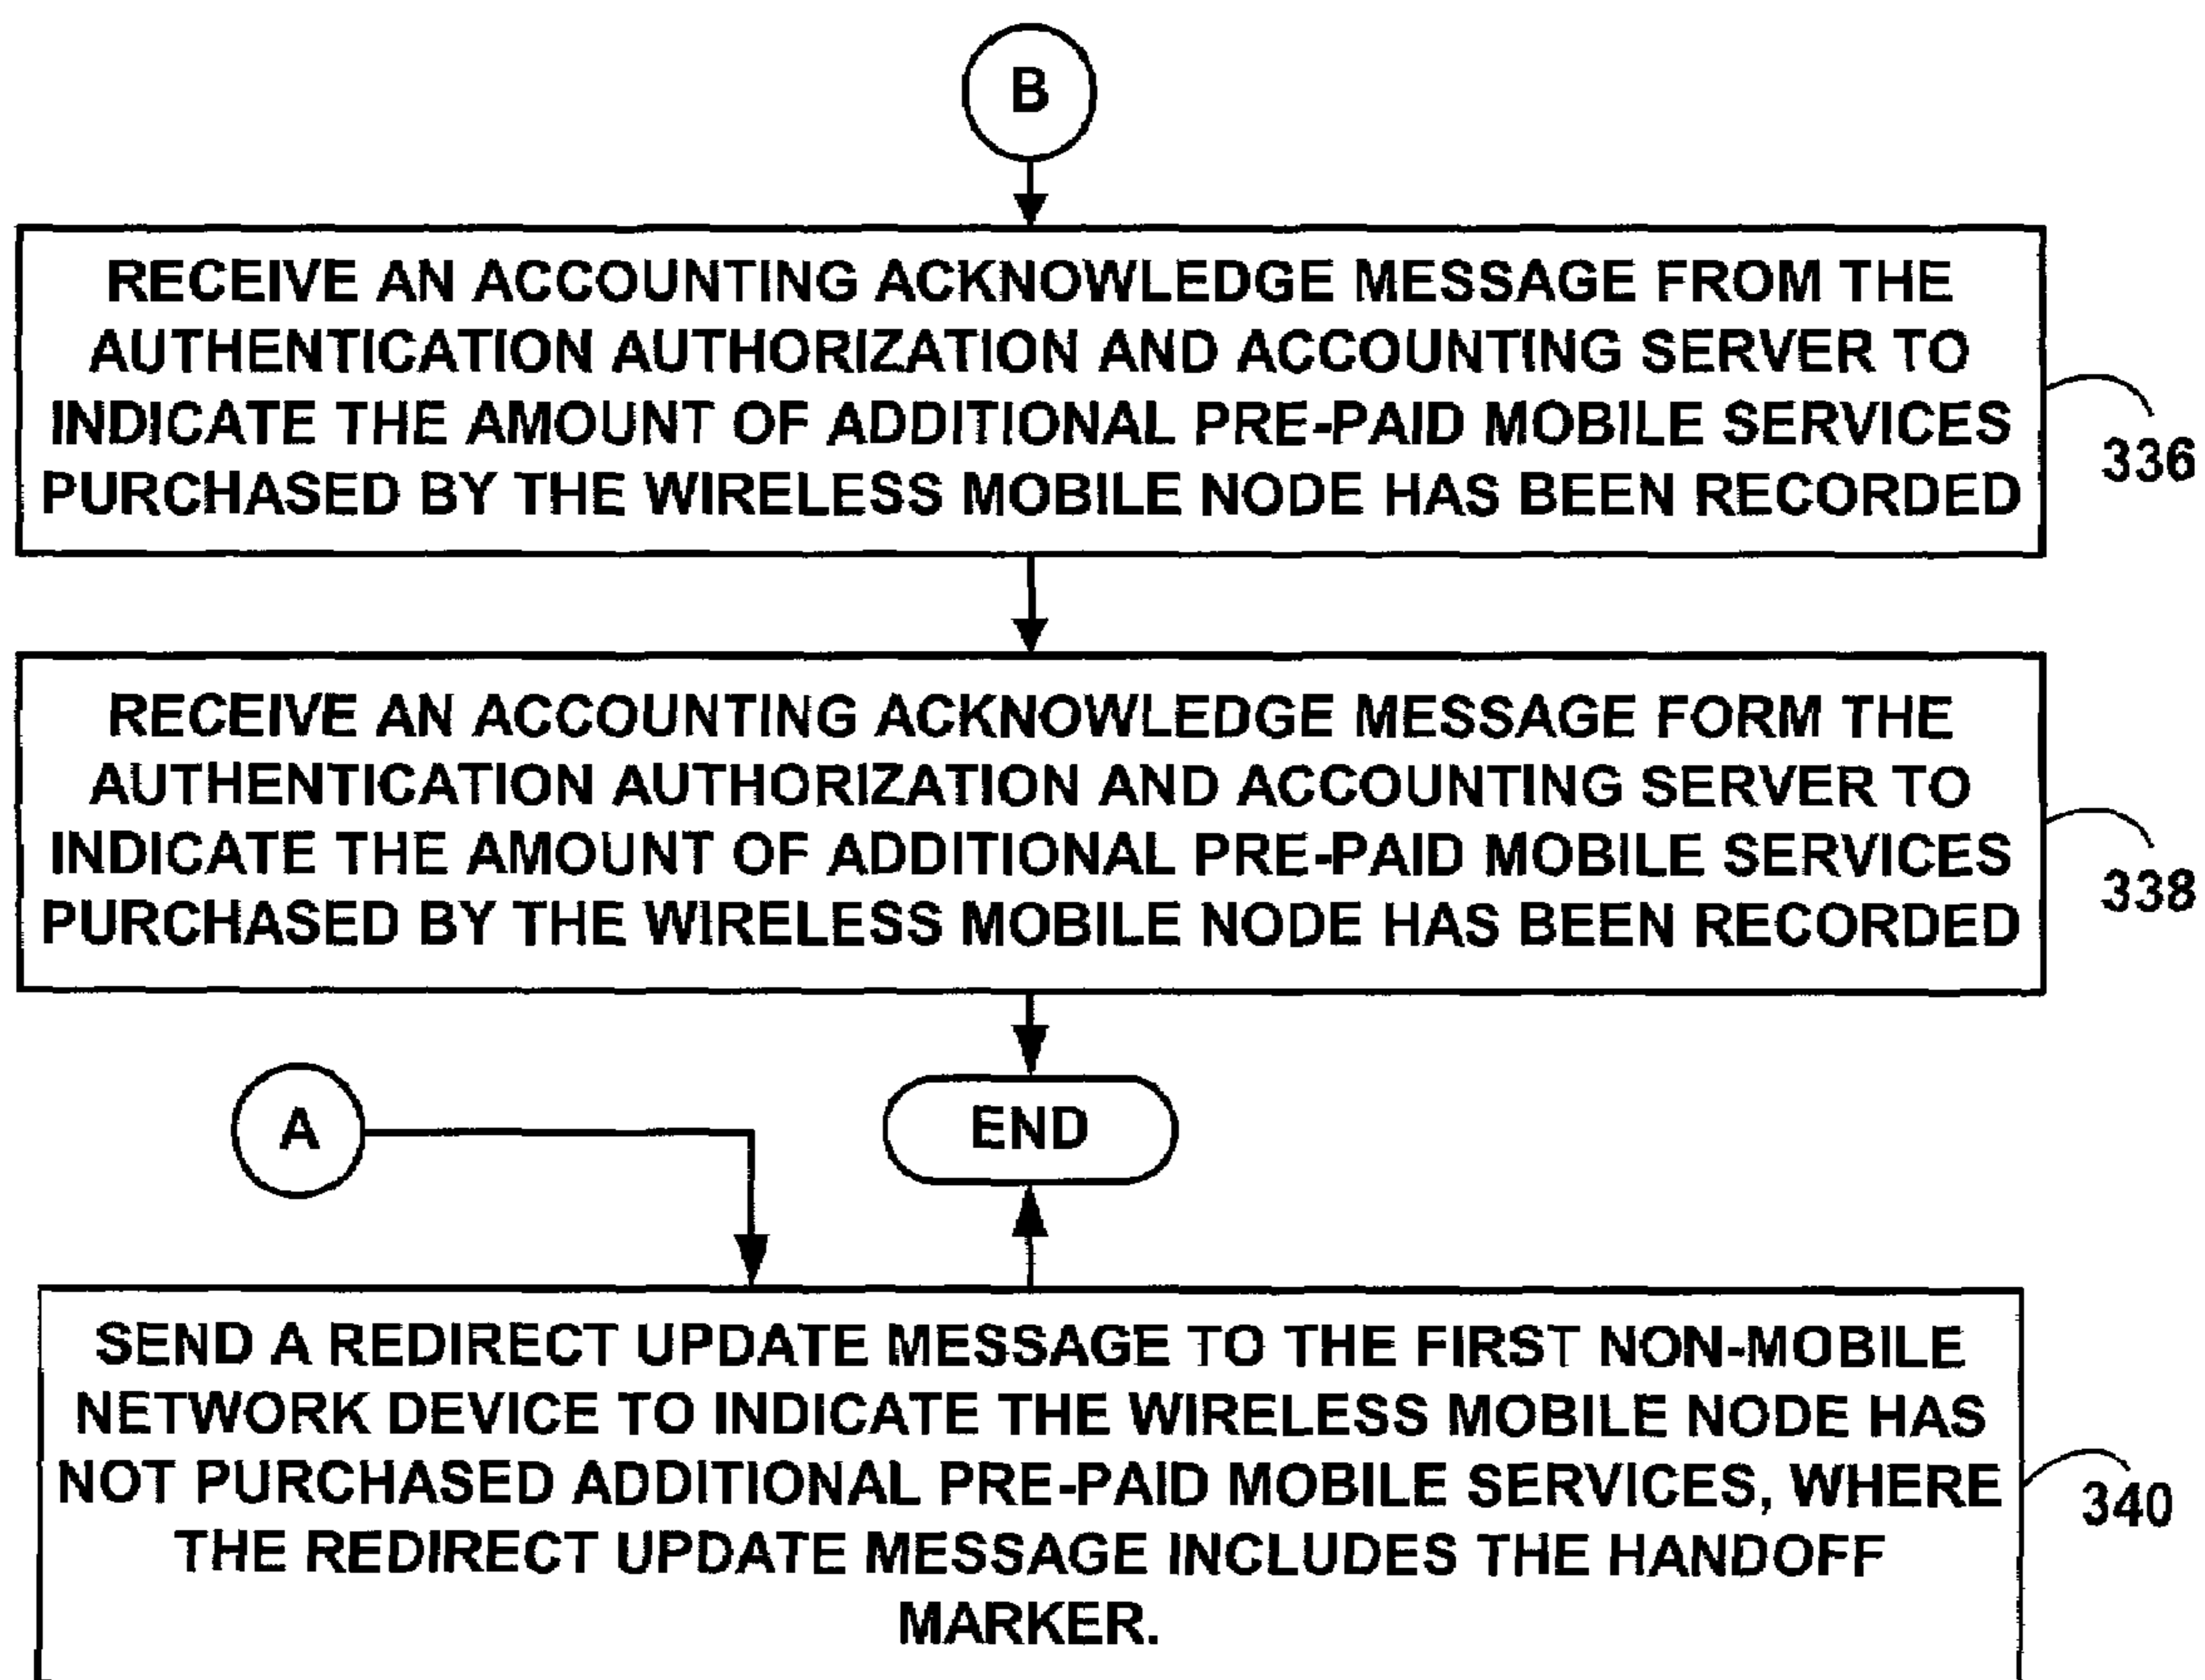 B
RECEIVE AN ACCOUNTING ACKNOWLEDGE MESSAGE FROM THE
AUTHENTICATION AUTHORIZATION AND ACCOUNTING SERVER TO
INDICATE THE AMOUNT OF ADDITIONAL PRE-PAID MOBILE SERVICES
PURCHASED BY THE WIRELESS MOBILE NODE HAS BEEN RECORDED
336
RECEIVE AN ACCOUNTING ACKNOWLEDGE MESSAGE FORM THE
AUTHENTICATION AUTHORIZATION AND ACCOUNTING SERVER TO
INDICATE THE AMOUNT OF ADDITIONAL PRE-PAID MOBILE SERVICES
PURCHASED BY THE WIRELESS MOBILE NODE HAS BEEN RECORDED
338
A
END
SEND A REDIRECT UPDATE MESSAGE TO THE FIRST NON-MOBILE
NETWORK DEVICE TO INDICATE THE WIRELESS MOBILE NODE HAS
NOT PURCHASED ADDITIONAL PRE-PAID MOBILE SERVICES, WHERE
THE REDIRECT UPDATE MESSAGE INCLUDES THE HANDOFF
MARKER.
340